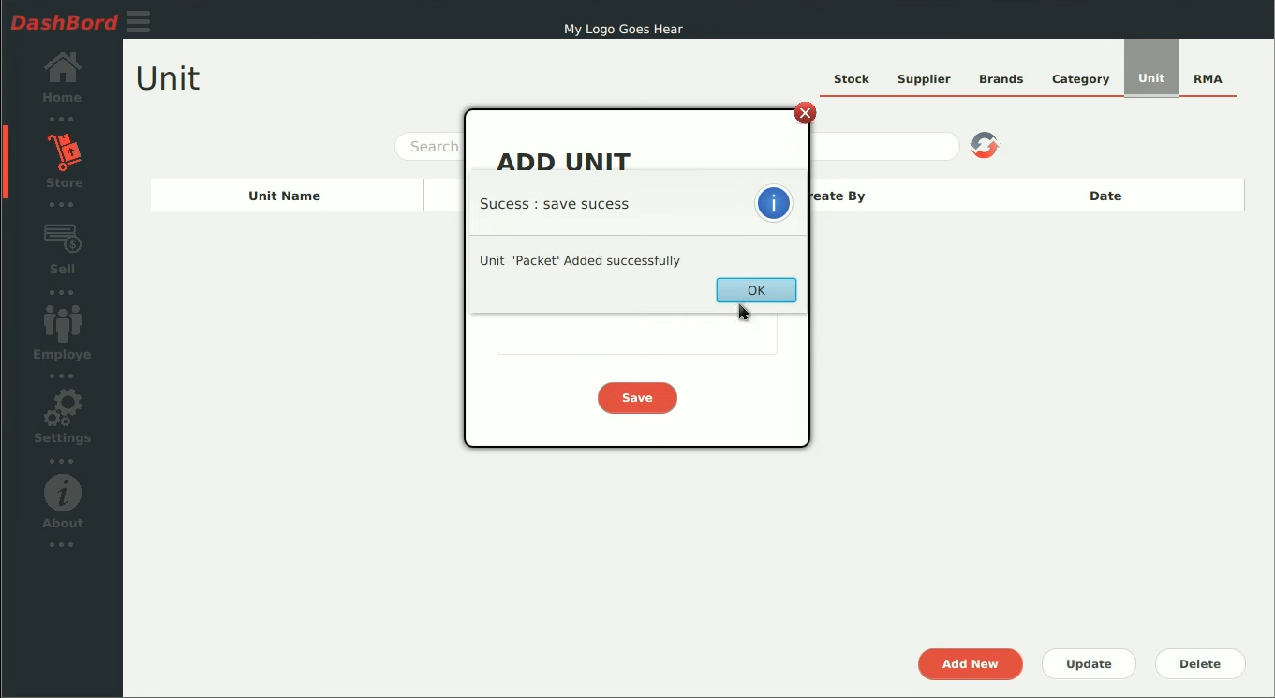 DashBord
My Logo Goes Hear
Home
Store
Sell
Employe
Settings
About
Unit
Stock Supplier Brands Category Unit RMA
Search
Unit Name reate By Date
ADD UNIT
Sucess : save sucess
Unit 'Packet' Added successfully
OK
Save
Add New Update Delete